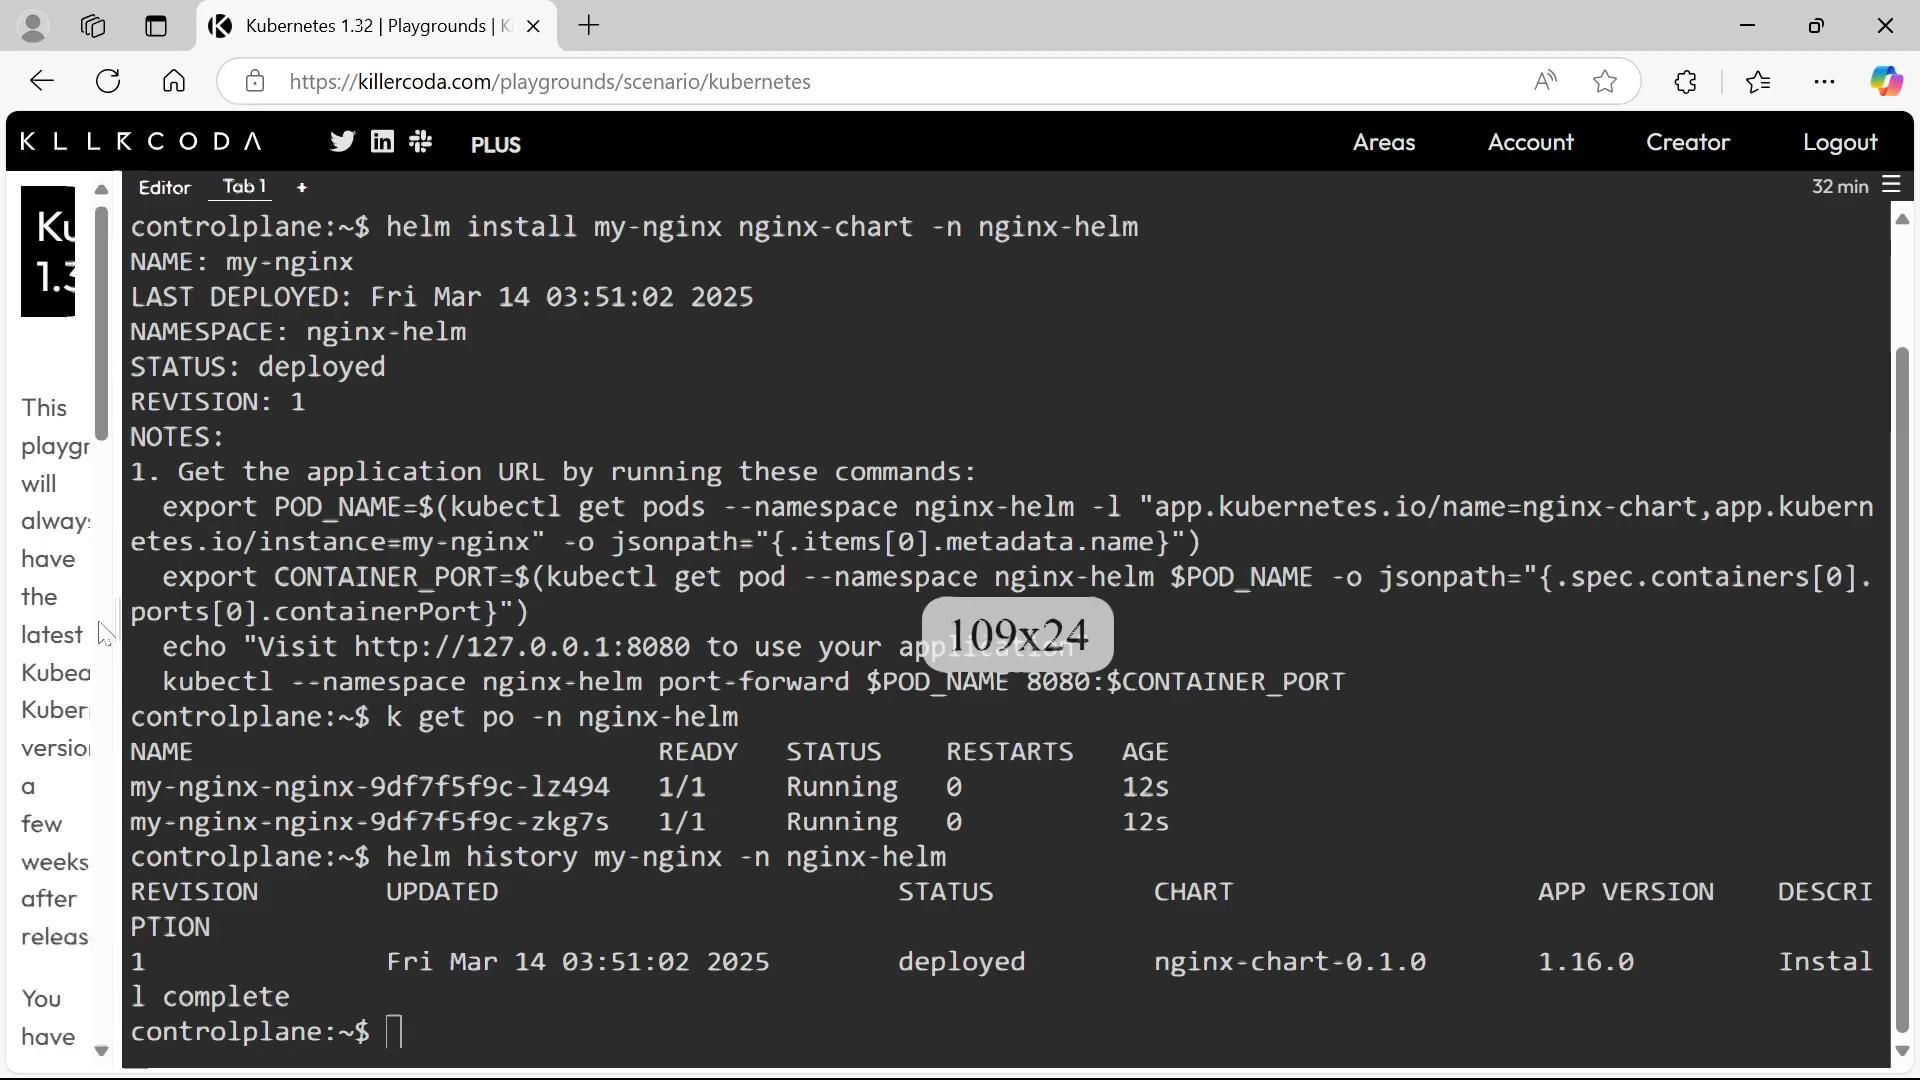 Kubernetes 1.32 | Playgrounds | Ki
https://killercoda.com/playgrounds/scenario/kubernetes
KLLRCODA
PLUS
Areas
Account
Creator
Logout
Editor
Tab 1
+
32 min
Ku
1.3
This
playgr
will
always
have
the
latest
Kubea
Kuber
version
a
few
weeks
after
releas
You
have
controlplane:~$ helm install my-nginx nginx-chart -n nginx-helm
NAME: my-nginx
LAST DEPLOYED: Fri Mar 14 03:51:02 2025
NAMESPACE: nginx-helm
STATUS: deployed
REVISION: 1
NOTES:
1. Get the application URL by running these commands:
export POD_NAME=$(kubectl get pods --namespace nginx-helm -l "app.kubernetes.io/name=nginx-chart,app.kubern
etes.io/instance=my-nginx" -o jsonpath="{.items[0].metadata.name}")
export CONTAINER_PORT=$(kubectl get pod --namespace nginx-helm $POD_NAME -o jsonpath="{.spec.containers[0].
ports[0].containerPort}")
echo "Visit http://127.0.0.1:8080 to use your application"
109x24
kubectl --namespace nginx-helm port-forward $POD_NAME 8080:$CONTAINER_PORT
controlplane:~$ k get po -n nginx-helm
NAME READY STATUS RESTARTS AGE
my-nginx-nginx-9df7f5f9c-lz494 1/1 Running 0 12s
my-nginx-nginx-9df7f5f9c-zkg7s 1/1 Running 0 12s
controlplane:~$ helm history my-nginx -n nginx-helm
REVISION UPDATED STATUS CHART APP VERSION DESCRI
PTION
1 Fri Mar 14 03:51:02 2025 deployed nginx-chart-0.1.0 1.16.0 Instal
l complete
controlplane:~$